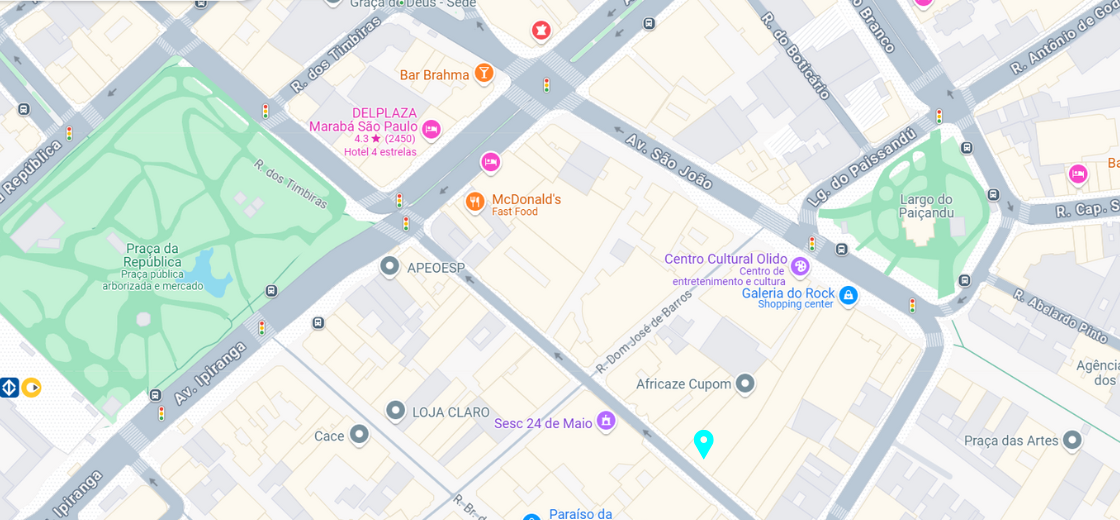 Graça de Deus - Sede
R. dos Timbiras
Bar Brahma
DELPLAZA
Marabá São Paulo
4.3 ★ (2450)
Hotel 4 estrelas
R. do Boticário
Branco
R. Antônio de God
República
R. dos Timbiras
Av. São João
Lg. do Paissandú
Largo do
Paiçandu
Ba
R. Cap. S
McDonald's
Fast Food
Praça da
República
Praça pública
arborizada e mercado
APEOESP
Centro Cultural Olido
Centro de
entretenimento e cultura
Galeria do Rock
Shopping center
R. Abelardo Pinto
R. Dom José de Barros
Av. Ipiranga
Agência
dos
Africaze Cupom
LOJA CLARO
Sesc 24 de Maio
Cace
Praça das Artes
Ipiranga
Paraíso da